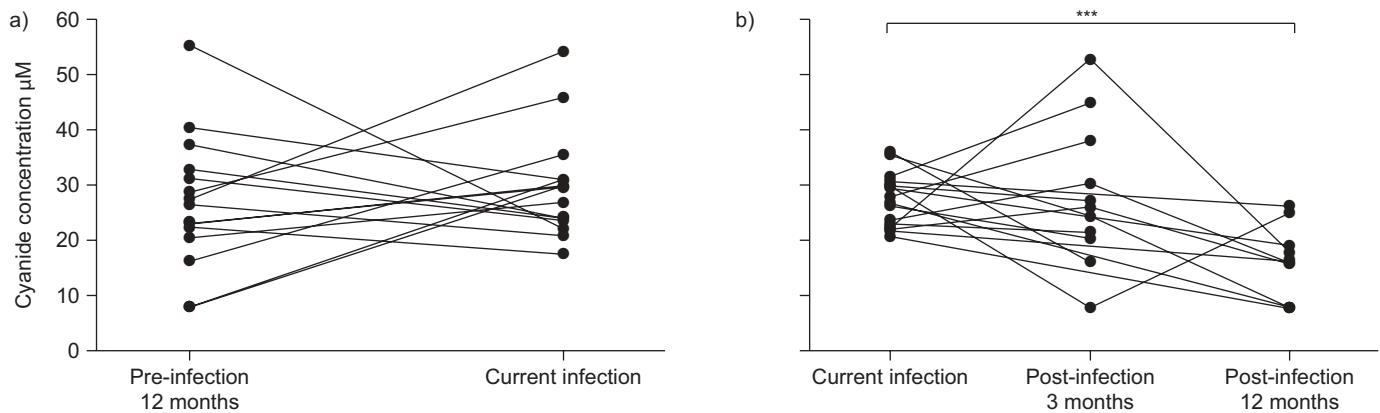 a)
Cyanide concentration µM
60
50
40
30
20
10
0
Pre-infection
12 months
Current infection
b)
***
Current infection
Post-infection
3 months
Post-infection
12 months